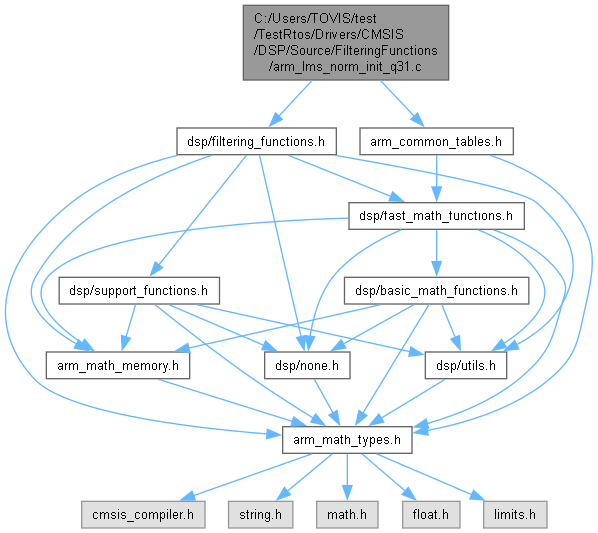 C:/Users/TOVIS/test
/TestRtos/Drivers/CMSIS
/DSP/Source/FilteringFunctions
/arm_lms_norm_init_q31.c
dsp/filtering_functions.h
arm_common_tables.h
dsp/fast_math_functions.h
dsp/support_functions.h
dsp/basic_math_functions.h
arm_math_memory.h
dsp/none.h
dsp/utils.h
arm_math_types.h
cmsis_compiler.h
string.h
math.h
float.h
limits.h